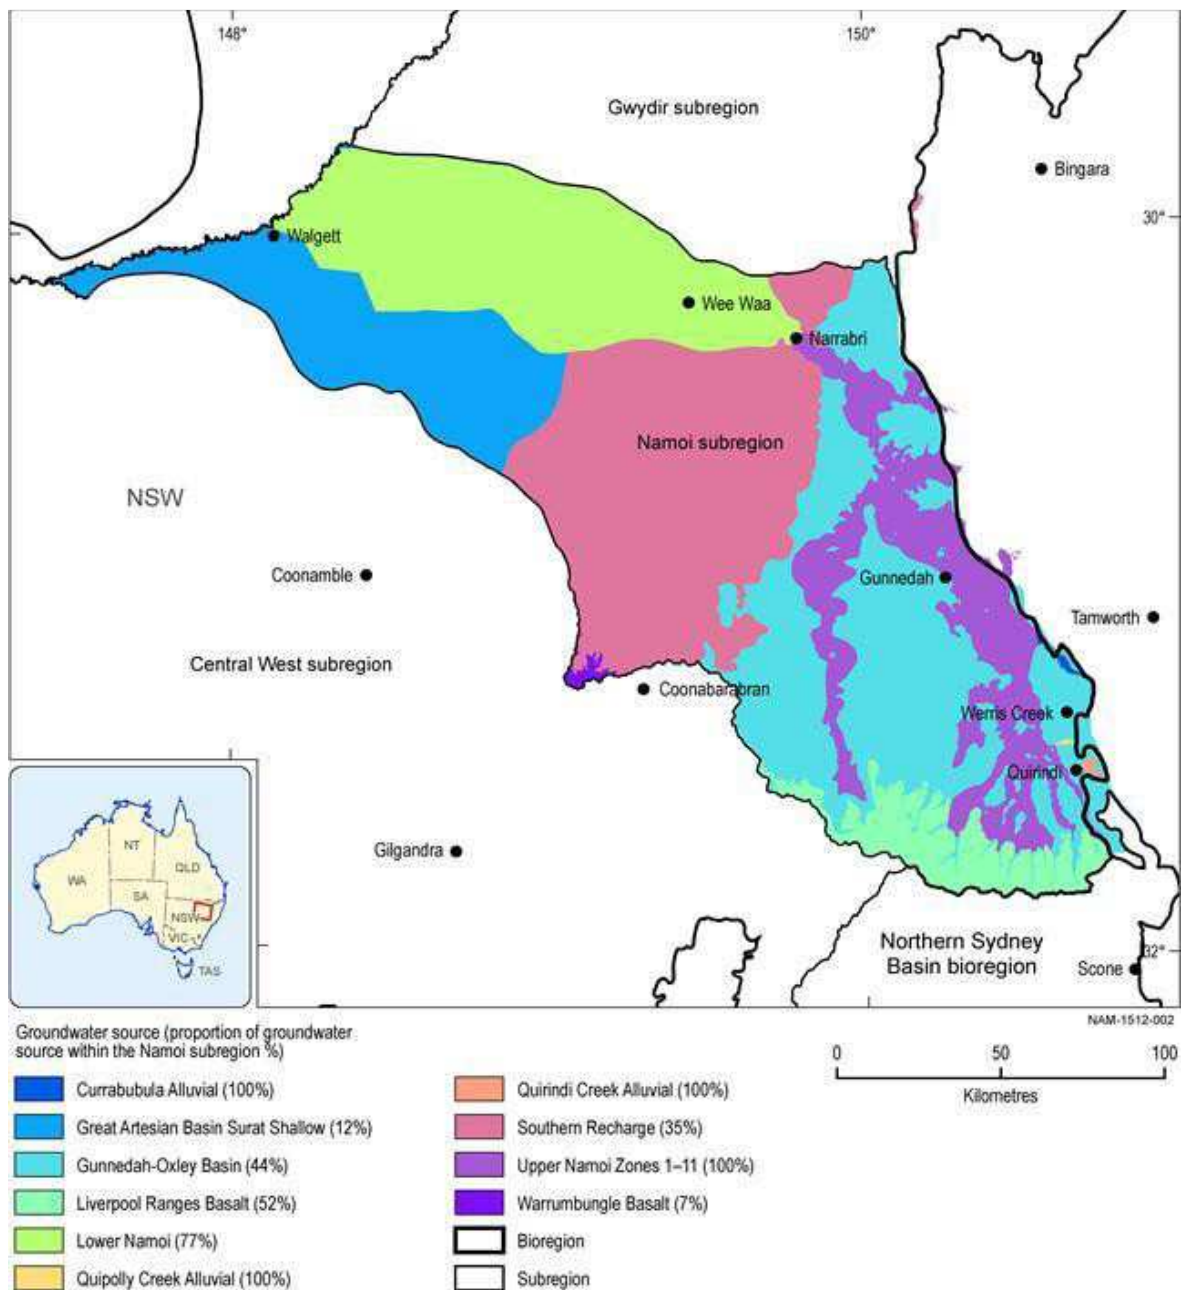 148°
150°
Gwydir subregion
Bingara
30°
Walgett
Wee Waa
Narrabri
Namoi subregion
NSW
Coonamble
Gunnedah
Tamworth
Central West subregion
Coonabarabran
Werris Creek
Quirindi
Gilgandra
Northern Sydney
Basin bioregion
Scone
32°
NT
QLD
WA
SA
NSW
VIC
TAS
NAM-1512-002
Groundwater source (proportion of groundwater
source within the Namoi subregion %)
Currabubula Alluvial (100%)
Great Artesian Basin Surat Shallow (12%)
Gunnedah-Oxley Basin (44%)
Liverpool Ranges Basalt (52%)
Lower Namoi (77%)
Quipolly Creek Alluvial (100%)
Quirindi Creek Alluvial (100%)
Southern Recharge (35%)
Upper Namoi Zones 1–11 (100%)
Warrumbungle Basalt (7%)
Bioregion
Subregion
0 50 100
Kilometres